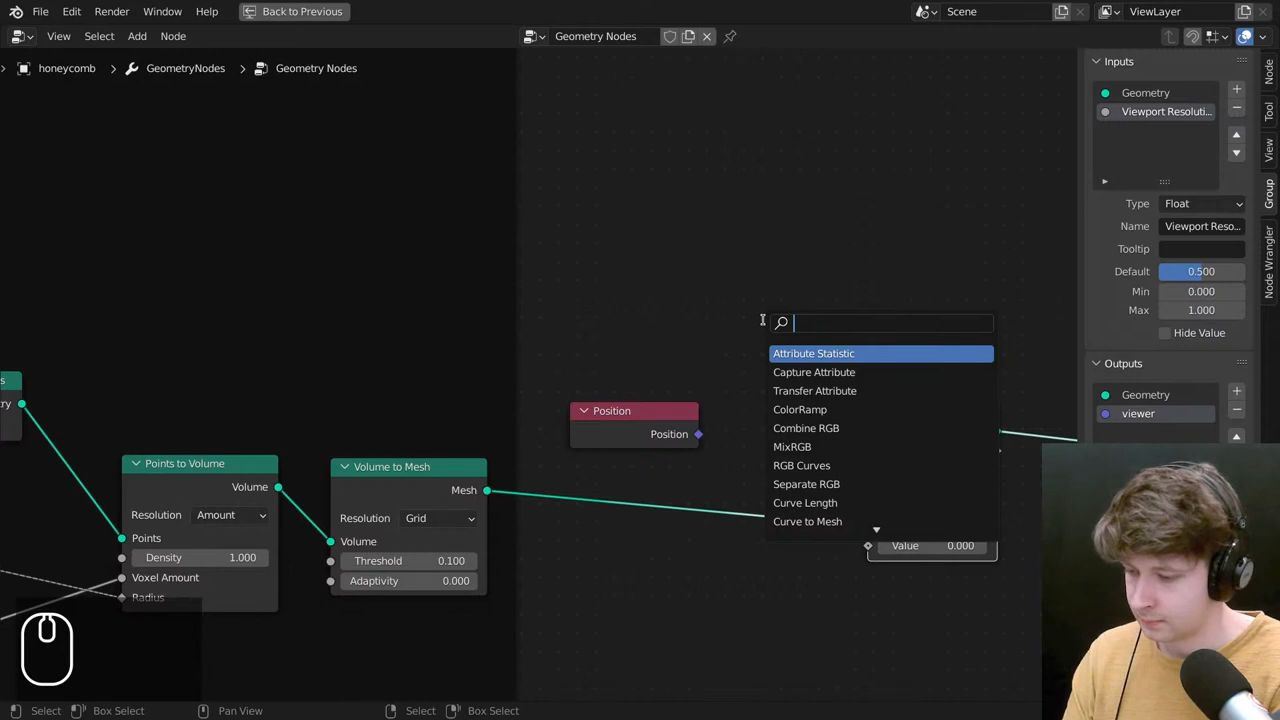 File Edit Render Window Help Back to Previous Scene ViewLayer
View Select Add Node Geometry Nodes
honeycomb > GeometryNodes > Geometry Nodes
Inputs
Geometry
Viewport Resoluti...
Type Float
Name Viewport Reso...
Tooltip
Default 0.500
Min 0.000
Max 1.000
Hide Value
Outputs
Geometry
viewer
Node
Tool
View
Group
Node Wrangler
Attribute Statistic
Capture Attribute
Transfer Attribute
ColorRamp
Combine RGB
MixRGB
RGB Curves
Separate RGB
Curve Length
Curve to Mesh
Value 0.000
Position
Position
Points to Volume
Volume
Resolution Amount
Points
Density 1.000
Voxel Amount
Radius
Volume to Mesh
Mesh
Resolution Grid
Volume
Threshold 0.100
Adaptivity 0.000
Select Box Select Pan View Select Box Select